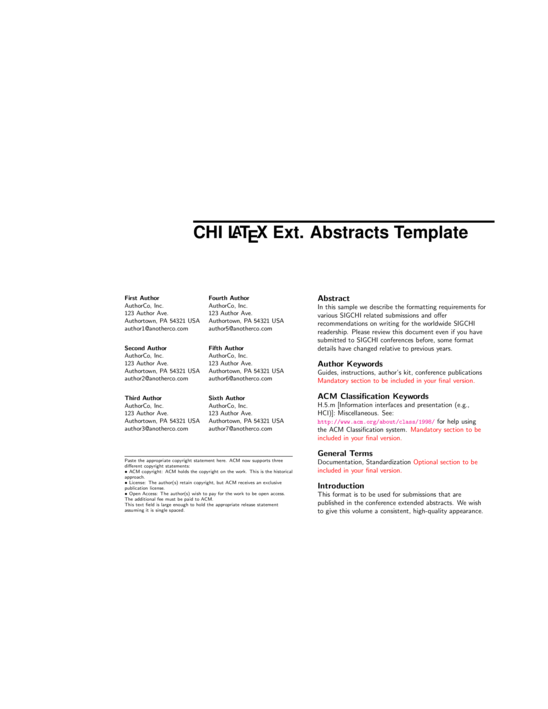 CHI LATEX Ext. Abstracts Template
First Author
AuthorCo, Inc.
123 Author Ave.
Authortown, PA 54321 USA
author1@anotherco.com
Second Author
AuthorCo, Inc.
123 Author Ave.
Authortown, PA 54321 USA
author2@anotherco.com
Third Author
AuthorCo, Inc.
123 Author Ave.
Authortown, PA 54321 USA
author3@anotherco.com
Fourth Author
AuthorCo, Inc.
123 Author Ave.
Authortown, PA 54321 USA
author5@anotherco.com
Fifth Author
AuthorCo, Inc.
123 Author Ave.
Authortown, PA 54321 USA
author6@anotherco.com
Sixth Author
AuthorCo, Inc.
123 Author Ave.
Authortown, PA 54321 USA
author7@anotherco.com
Paste the appropriate copyright statement here. ACM now supports three
different copyright statements:
• ACM copyright: ACM holds the copyright on the work. This is the historical
approach.
• License: The author(s) retain copyright, but ACM receives an exclusive
publication license.
• Open Access: The author(s) wish to pay for the work to be open access.
The additional fee must be paid to ACM.
This text field is large enough to hold the appropriate release statement
assuming it is single spaced.
Abstract
In this sample we describe the formatting requirements for
various SIGCHI related submissions and offer
recommendations on writing for the worldwide SIGCHI
readership. Please review this document even if you have
submitted to SIGCHI conferences before, some format
details have changed relative to previous years.
Author Keywords
Guides, instructions, author's kit, conference publications
Mandatory section to be included in your final version.
ACM Classification Keywords
H.5.m [Information interfaces and presentation (e.g.,
HCI)]: Miscellaneous. See:
http://www.acm.org/about/class/1998/ for help using
the ACM Classification system. Mandatory section to be
included in your final version.
General Terms
Documentation, Standardization Optional section to be
included in your final version.
Introduction
This format is to be used for submissions that are
published in the conference extended abstracts. We wish
to give this volume a consistent, high-quality appearance.